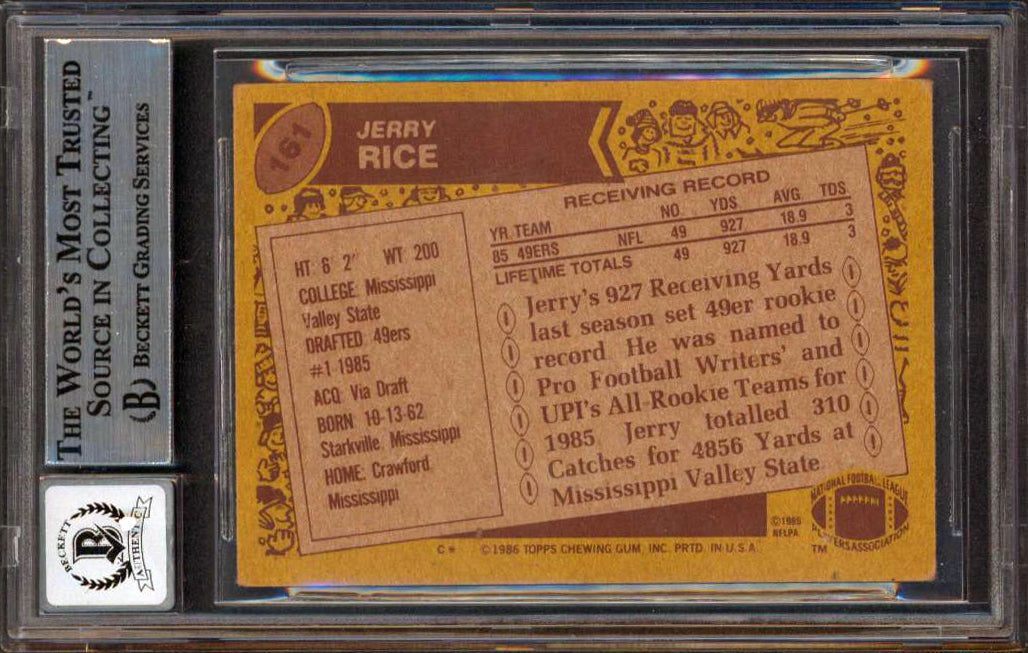 THE WORLD'S MOST TRUSTED
SOURCE IN COLLECTING™
BECKETT GRADING SERVICES
BECKETT
B
AUTHENTIC
161
JERRY
RICE
HT: 6' 2" WT: 200
COLLEGE: Mississippi
Valley State
DRAFTED: 49ers
#1-1985
ACQ: Via Draft
BORN: 10-13-62
Starkville, Mississippi
HOME: Crawford,
Mississippi
RECEIVING RECORD
YR. TEAM NO. YDS. AVG. TDS.
85 49ERS NFL 49 927 18.9 3
LIFETIME TOTALS 49 927 18.9 3
Jerry's 927 Receiving Yards
last season set 49er rookie
record. He was named to
Pro Football Writers' and
UPI's All-Rookie Teams for
1985. Jerry totalled 310
Catches for 4856 Yards at
Mississippi Valley State.
©1985
NFLPA
NATIONAL FOOTBALL LEAGUE
PLAYERS ASSOCIATION
TM
C* ©1986 TOPPS CHEWING GUM, INC. PRTD. IN U.S.A.